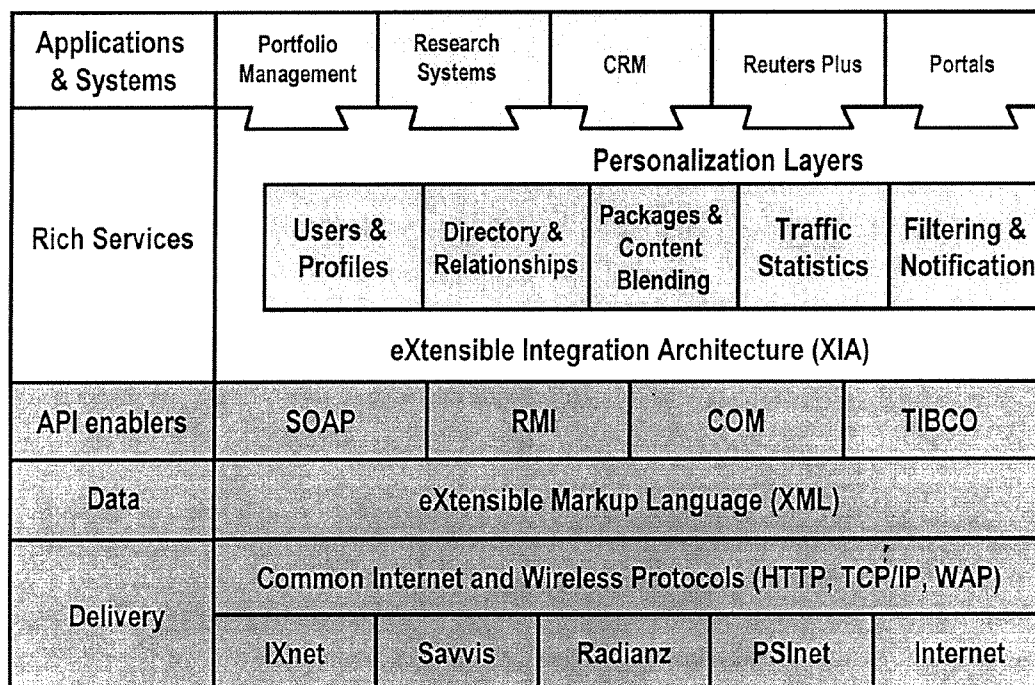 Applications
& Systems
Portfolio
Management
Research
Systems
CRM
Reuters Plus
Portals
Rich Services
Personalization Layers
Users &
Profiles
Directory &
Relationships
Packages &
Content
Blending
Traffic
Statistics
Filtering &
Notification
eXtensible Integration Architecture (XIA)
API enablers
SOAP
RMI
COM
TIBCO
Data
eXtensible Markup Language (XML)
Delivery
Common Internet and Wireless Protocols (HTTP, TCP/IP, WAP)
IXnet
Savvis
Radianz
PSInet
Internet